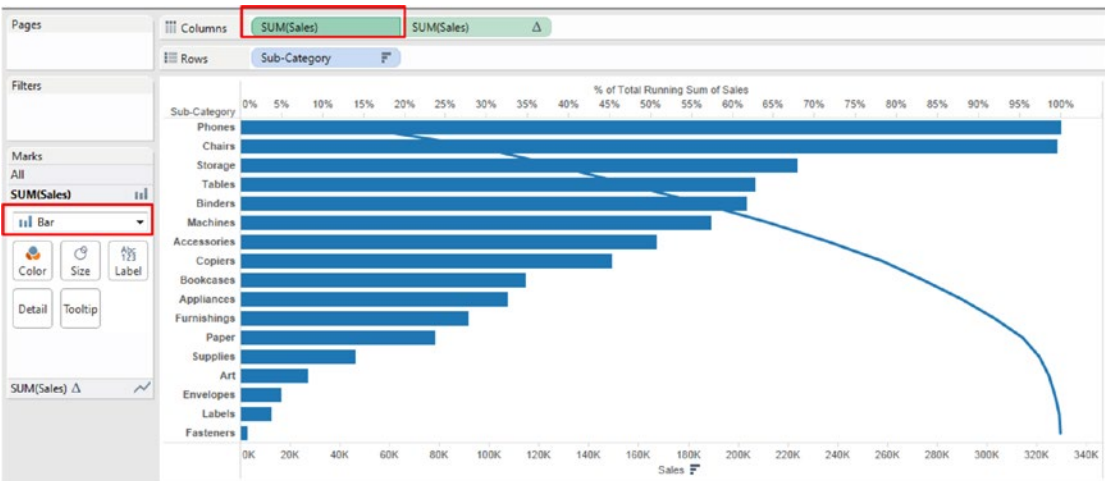 Pages
Columns SUM(Sales) SUM(Sales) Δ
Rows Sub-Category
Filters
Marks
All
SUM(Sales)
Bar
Color Size Abc 123 Label
Detail Tooltip
SUM(Sales) Δ
% of Total Running Sum of Sales
0% 5% 10% 15% 20% 25% 30% 35% 40% 45% 50% 55% 60% 65% 70% 75% 80% 85% 90% 95% 100%
Sub-Category
Phones
Chairs
Storage
Tables
Binders
Machines
Accessories
Copiers
Bookcases
Appliances
Furnishings
Paper
Supplies
Art
Envelopes
Labels
Fasteners
0K 20K 40K 60K 80K 100K 120K 140K 160K 180K 200K 220K 240K 260K 280K 300K 320K 340K
Sales